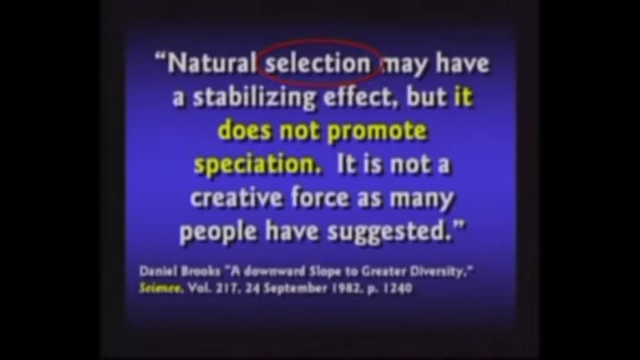 “Natural selection may have
a stabilizing effect, but it
does not promote
speciation. It is not a
creative force as many
people have suggested.”
Daniel Brooks "A downward Slope to Greater Diversity,"
Science, Vol. 217, 24 September 1982, p. 1240